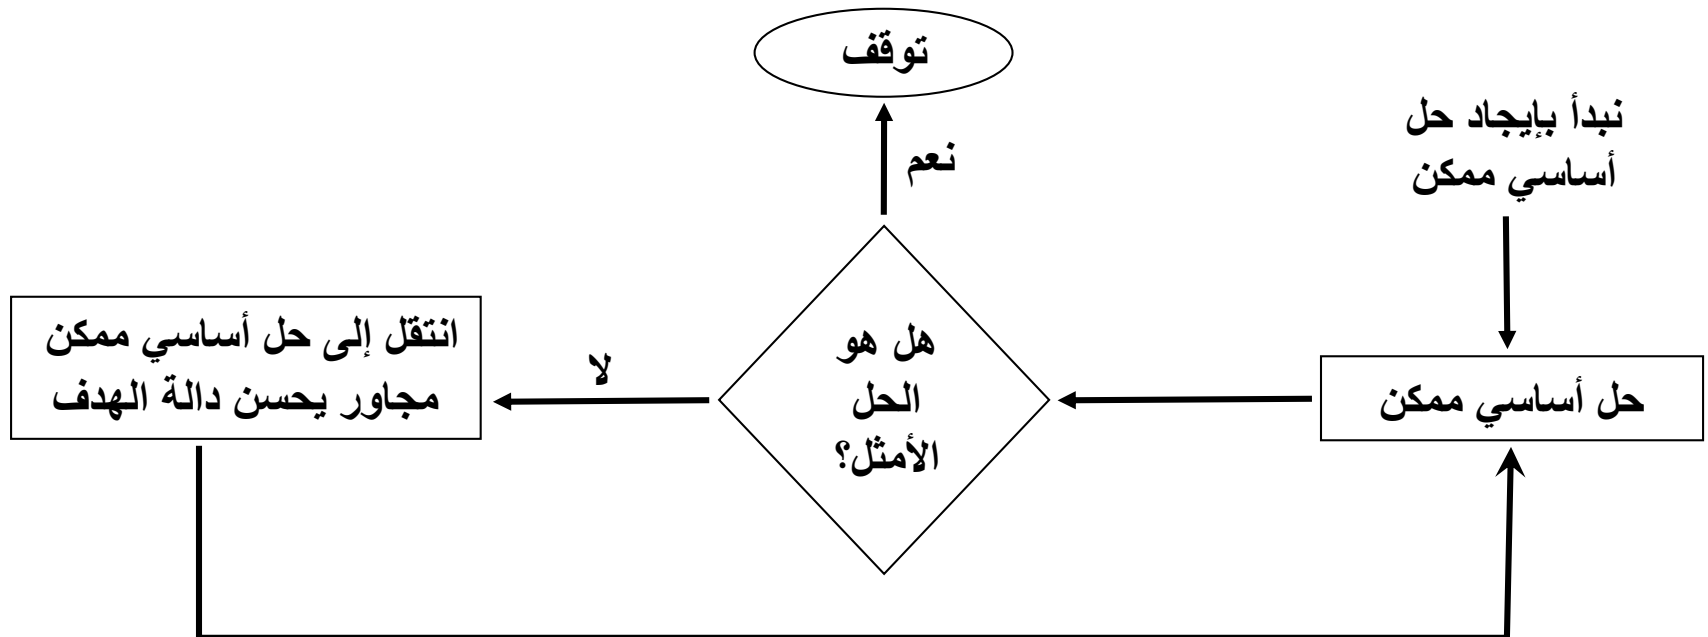 توقف
نبدأ بإيجاد حل
أساسي ممكن
نعم
حل أساسي ممكن
هل هو
الحل
الأمثل؟
لا
انتقل إلى حل أساسي ممكن
مجاور يحسن دالة الهدف